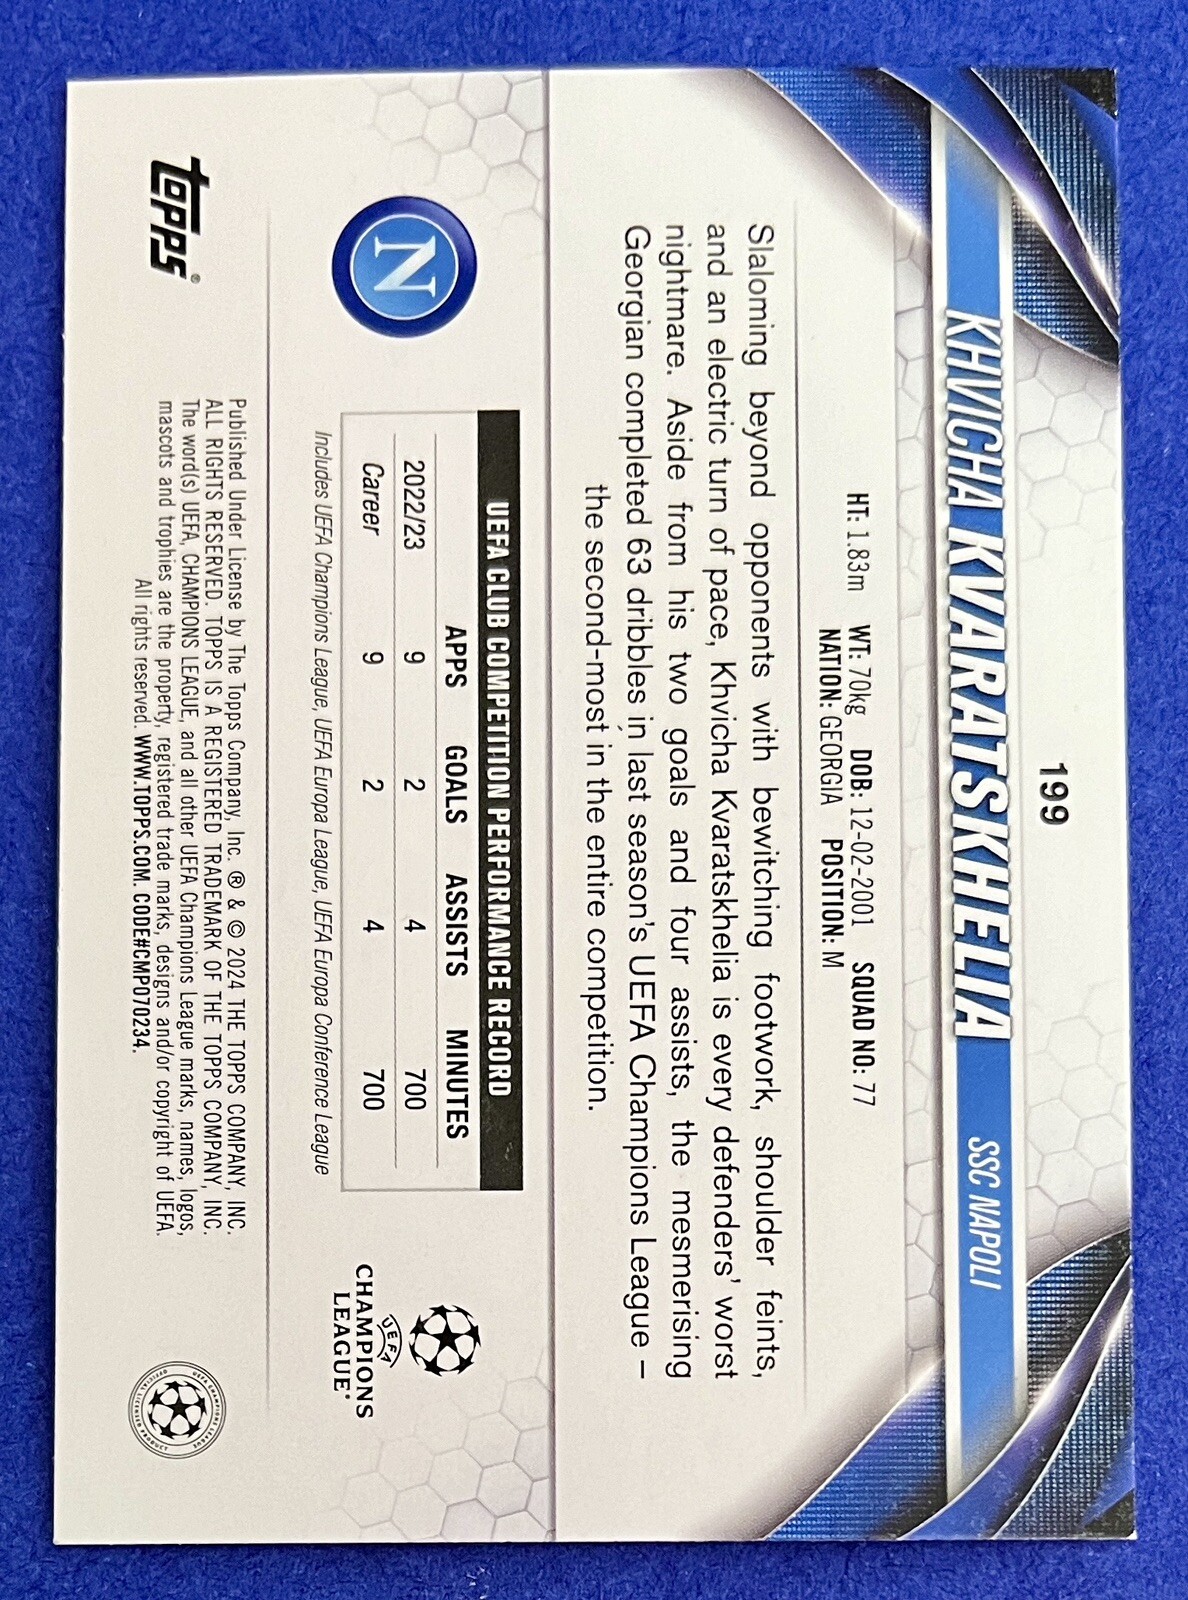 199
KHVICHA KVARATSKHELIA SSC NAPOLI
HT: 1.83m WT: 70kg DOB: 12-02-2001 SQUAD NO: 77
NATION: GEORGIA POSITION: M
Slaloming beyond opponents with bewitching footwork, shoulder feints,
and an electric turn of pace, Khvicha Kvaratskhelia is every defenders' worst
nightmare. Aside from his two goals and four assists, the mesmerising
Georgian completed 63 dribbles in last season's UEFA Champions League –
the second-most in the entire competition.
N
UEFA CLUB COMPETITION PERFORMANCE RECORD
APPS GOALS ASSISTS MINUTES
2022/23 9 2 4 700
Career 9 2 4 700
Includes UEFA Champions League, UEFA Europa League, UEFA Europa Conference League
UEFA
CHAMPIONS
LEAGUE®
topps®
Published Under License by The Topps Company, Inc. ® & © 2024 THE TOPPS COMPANY, INC.
ALL RIGHTS RESERVED. TOPPS IS A REGISTERED TRADEMARK OF THE TOPPS COMPANY, INC.
The word(s) UEFA, CHAMPIONS LEAGUE, and all other UEFA Champions League marks, names, logos,
mascots and trophies are the property, registered trade marks, designs and/or copyright of UEFA.
All rights reserved. WWW.TOPPS.COM. CODE#CMP070234.
UEFA CHAMPIONS LEAGUE
OFFICIAL LICENSED PRODUCT